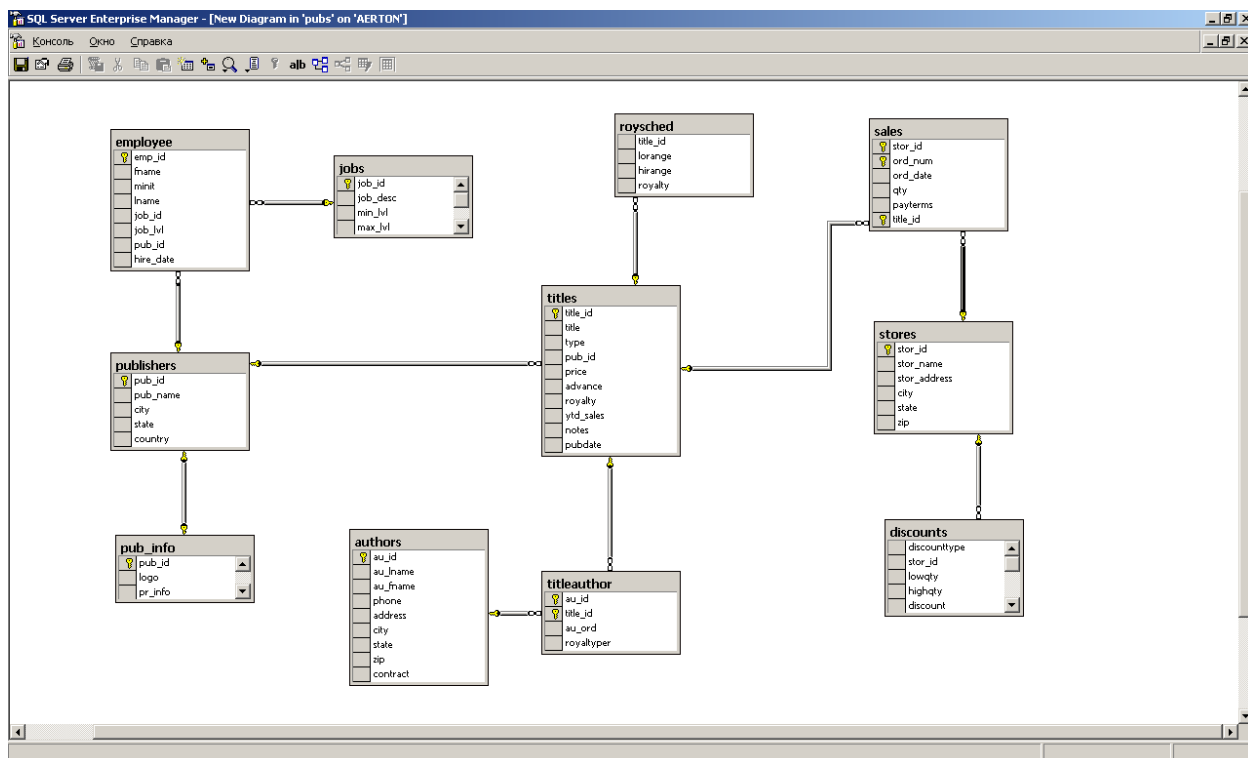 SQL Server Enterprise Manager - [New Diagram in 'pubs' on 'AERTON']
Консоль Окно Справка
a|b
employee
emp_id
fname
minit
lname
job_id
job_lvl
pub_id
hire_date
jobs
job_id
job_desc
min_lvl
max_lvl
roysched
title_id
lorange
hirange
royalty
sales
stor_id
ord_num
ord_date
qty
payterms
title_id
titles
title_id
title
type
pub_id
price
advance
royalty
ytd_sales
notes
pubdate
publishers
pub_id
pub_name
city
state
country
stores
stor_id
stor_name
stor_address
city
state
zip
pub_info
pub_id
logo
pr_info
authors
au_id
au_lname
au_fname
phone
address
city
state
zip
contract
titleauthor
au_id
title_id
au_ord
royaltyper
discounts
discounttype
stor_id
lowqty
highqty
discount